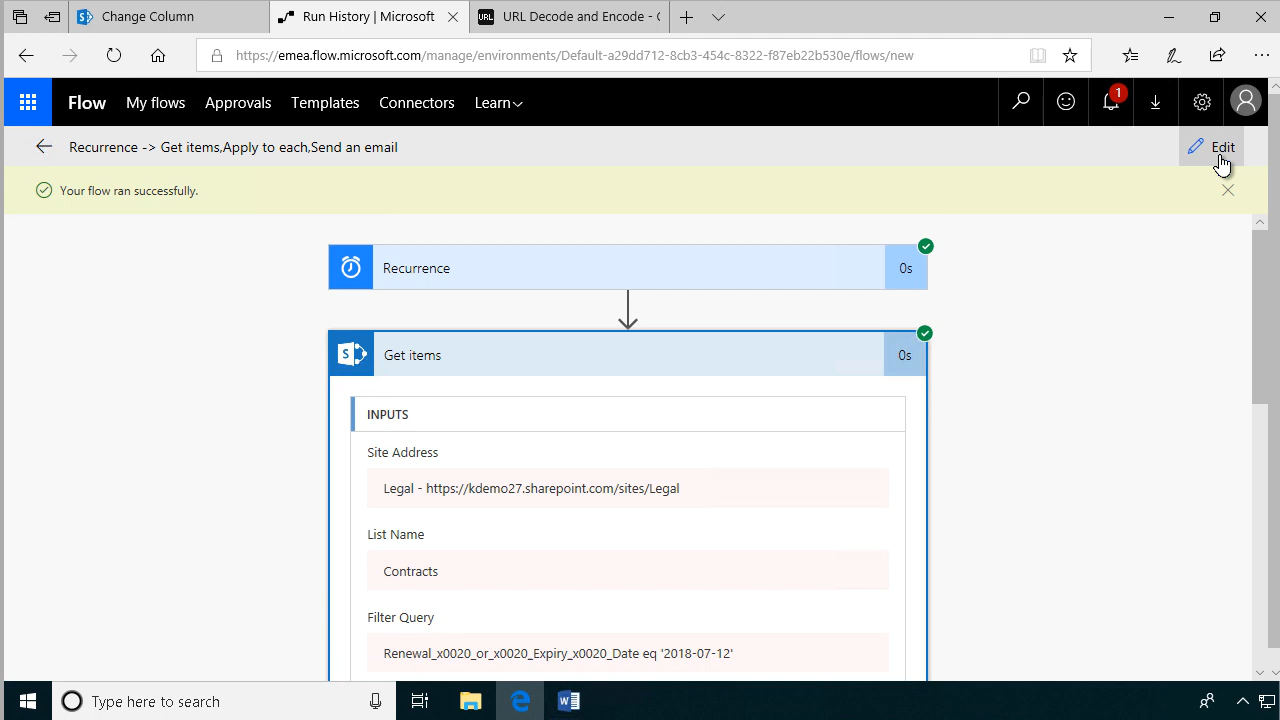 Change Column
Run History | Microsoft
URL
URL Decode and Encode - (
https://emea.flow.microsoft.com/manage/environments/Default-a29dd712-8cb3-454c-8322-f87eb22b530e/flows/new
Flow
My flows
Approvals
Templates
Connectors
Learn
1
Recurrence -> Get items,Apply to each,Send an email
Edit
Your flow ran successfully.
Recurrence
0s
S
Get items
0s
INPUTS
Site Address
Legal - https://kdemo27.sharepoint.com/sites/Legal
List Name
Contracts
Filter Query
Renewal_x0020_or_x0020_Expiry_x0020_Date eq '2018-07-12'
Type here to search